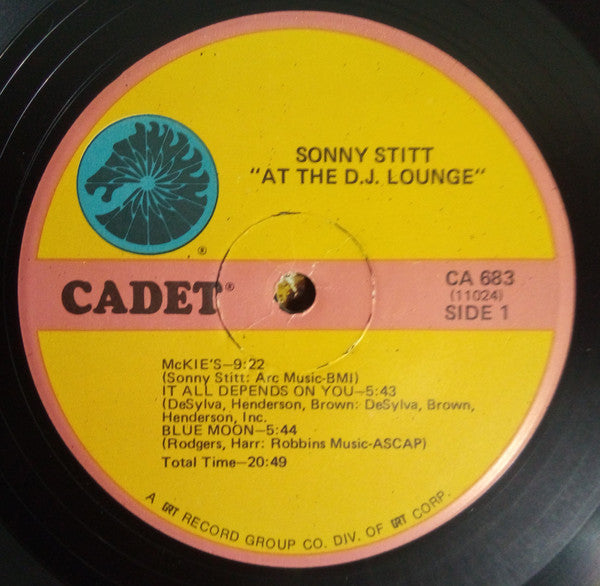 SONNY STITT
"AT THE D.J. LOUNGE"
®
CADET®
CA 683
(11024)
SIDE 1
McKIE'S—9:22
(Sonny Stitt: Arc Music-BMI)
IT ALL DEPENDS ON YOU—5:43
(DeSylva, Henderson, Brown: DeSylva, Brown,
Henderson, Inc.
BLUE MOON—5:44
(Rodgers, Harr: Robbins Music-ASCAP)
Total Time—20:49
A GRT RECORD GROUP CO. DIV. OF GRT CORP.